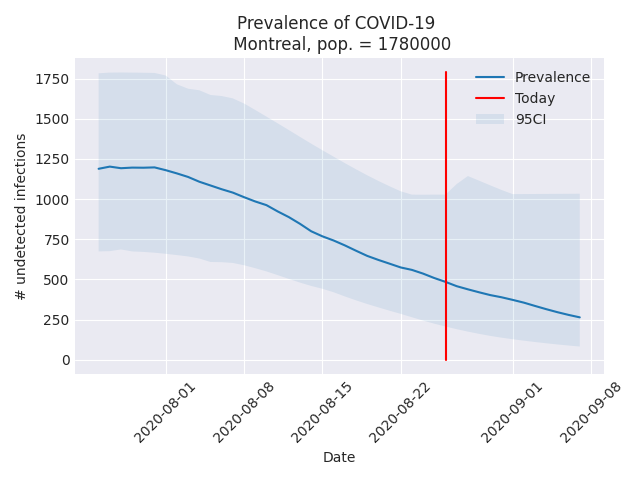 Prevalence of COVID-19
Montreal, pop. = 1780000
Prevalence
Today
95CI
# undetected infections
1750
1500
1250
1000
750
500
250
0
2020-08-01
2020-08-08
2020-08-15
2020-08-22
2020-09-01
2020-09-08
Date